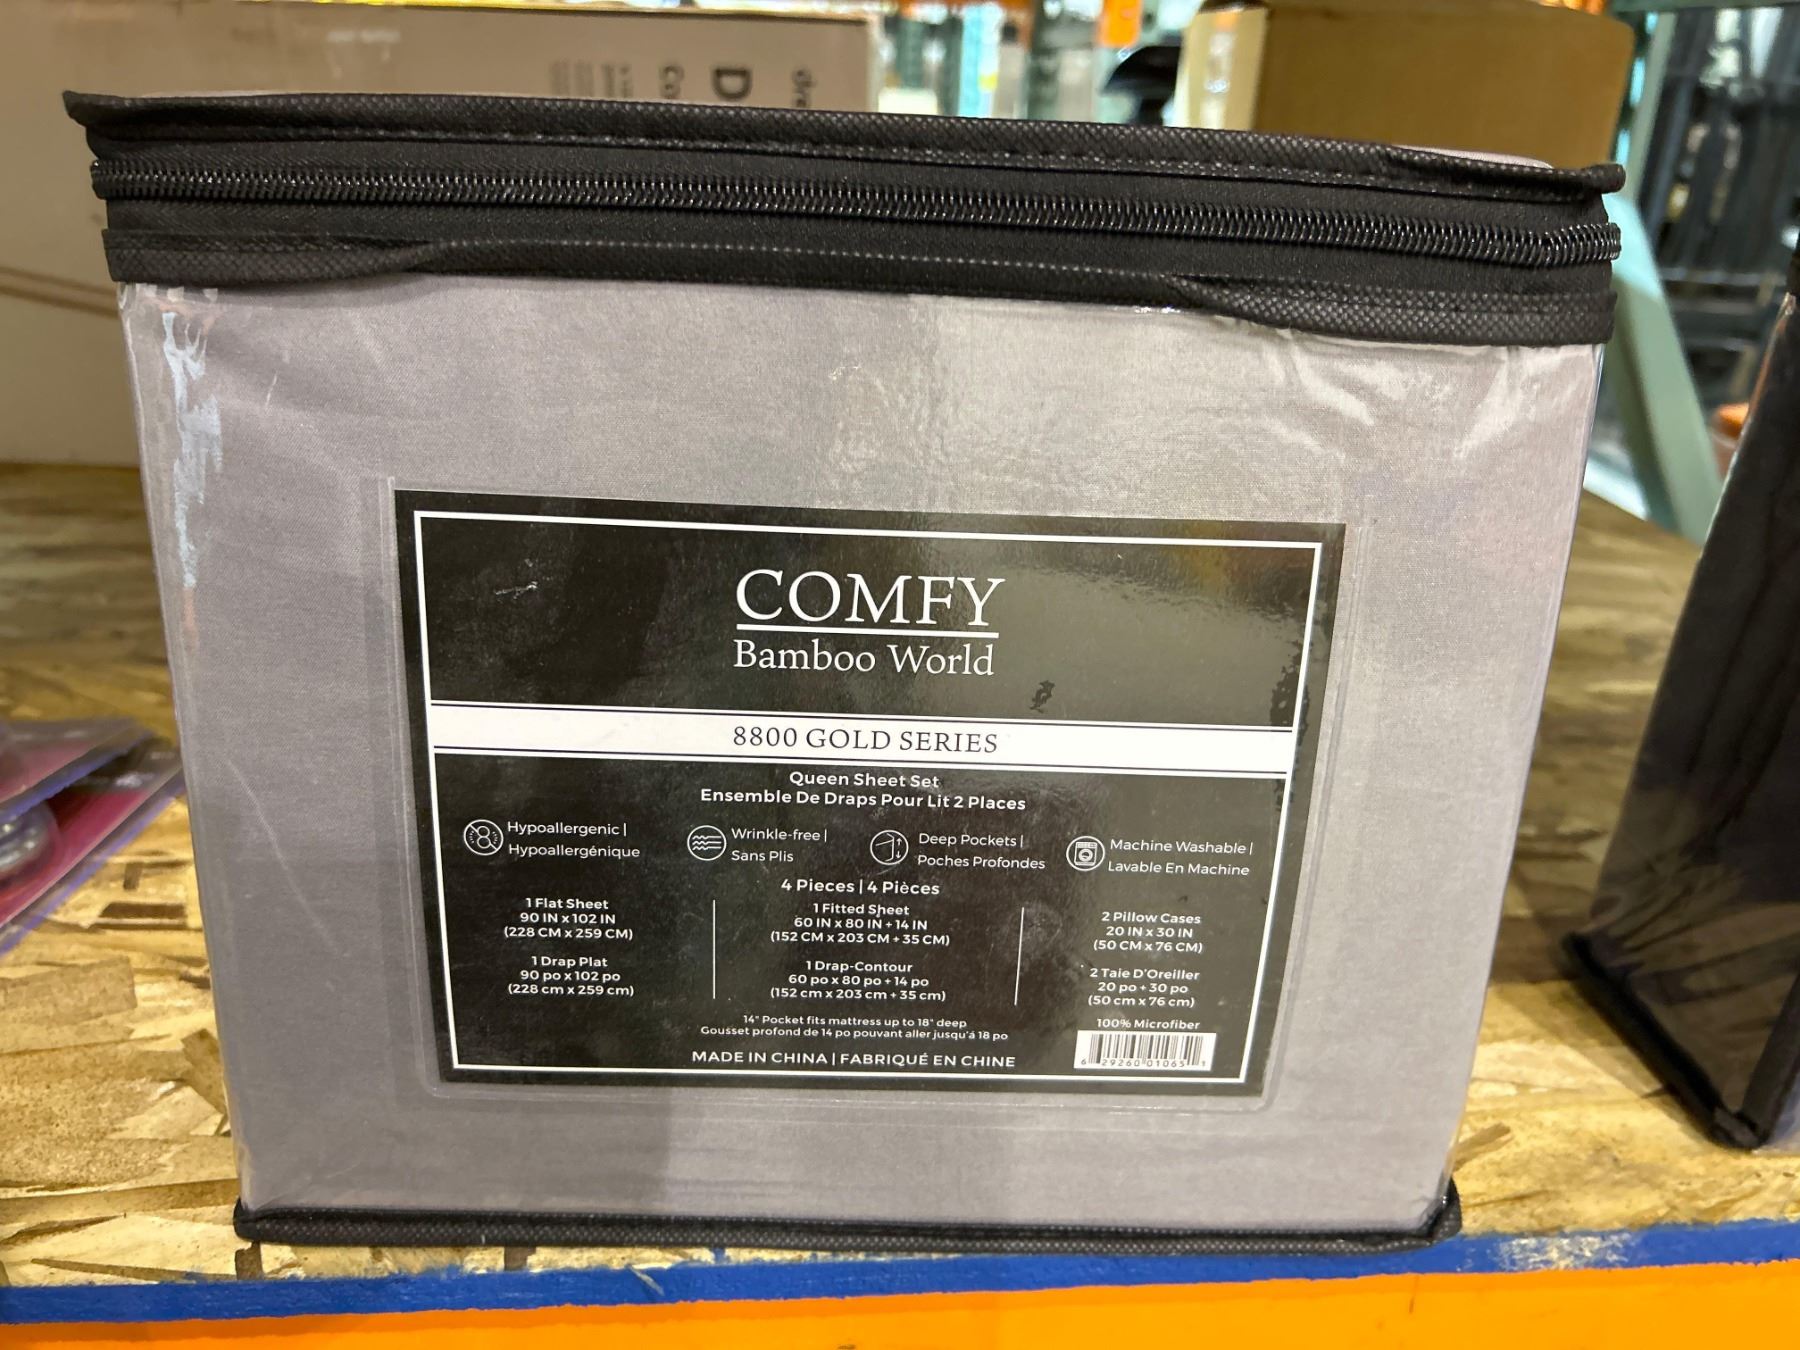 COMFY
Bamboo World
8800 GOLD SERIES
Queen Sheet Set
Ensemble De Draps Pour Lit 2 Places
Hypoallergenic |
Hypoallergénique
Wrinkle-free |
Sans Plis
Deep Pockets |
Poches Profondes
Machine Washable |
Lavable En Machine
4 Pieces | 4 Pièces
1 Flat Sheet
90 IN x 102 IN
(228 CM x 259 CM)
1 Drap Plat
90 po x 102 po
(228 cm x 259 cm)
1 Fitted Sheet
60 IN x 80 IN + 14 IN
(152 CM x 203 CM + 35 CM)
1 Drap-Contour
60 po x 80 po + 14 po
(152 cm x 203 cm + 35 cm)
2 Pillow Cases
20 IN x 30 IN
(50 CM x 76 CM)
2 Taie D'Oreiller
20 po + 30 po
(50 cm x 76 cm)
14" Pocket fits mattress up to 18" deep
Gousset profond de 14 po pouvant aller jusqu'á 18 po
MADE IN CHINA | FABRIQUÉ EN CHINE
100% Microfiber
6 29260 01065 1